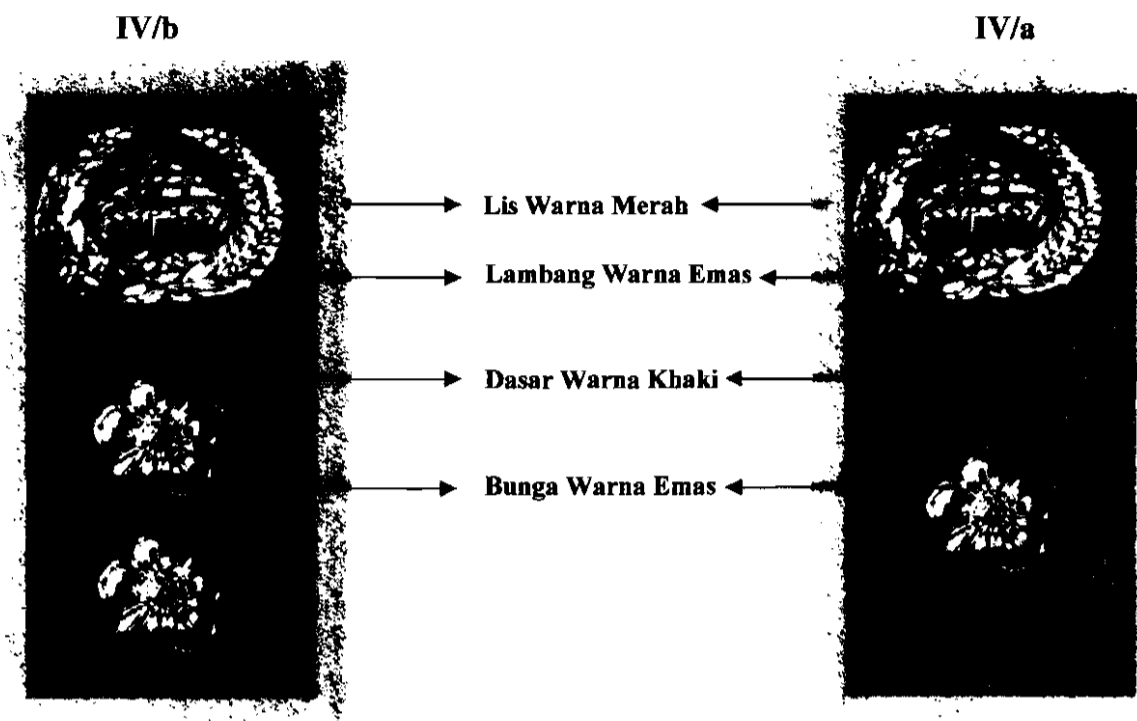 IV/b
IV/a
Lis Warna Merah
Lambang Warna Emas
Dasar Warna Khaki
Bunga Warna Emas